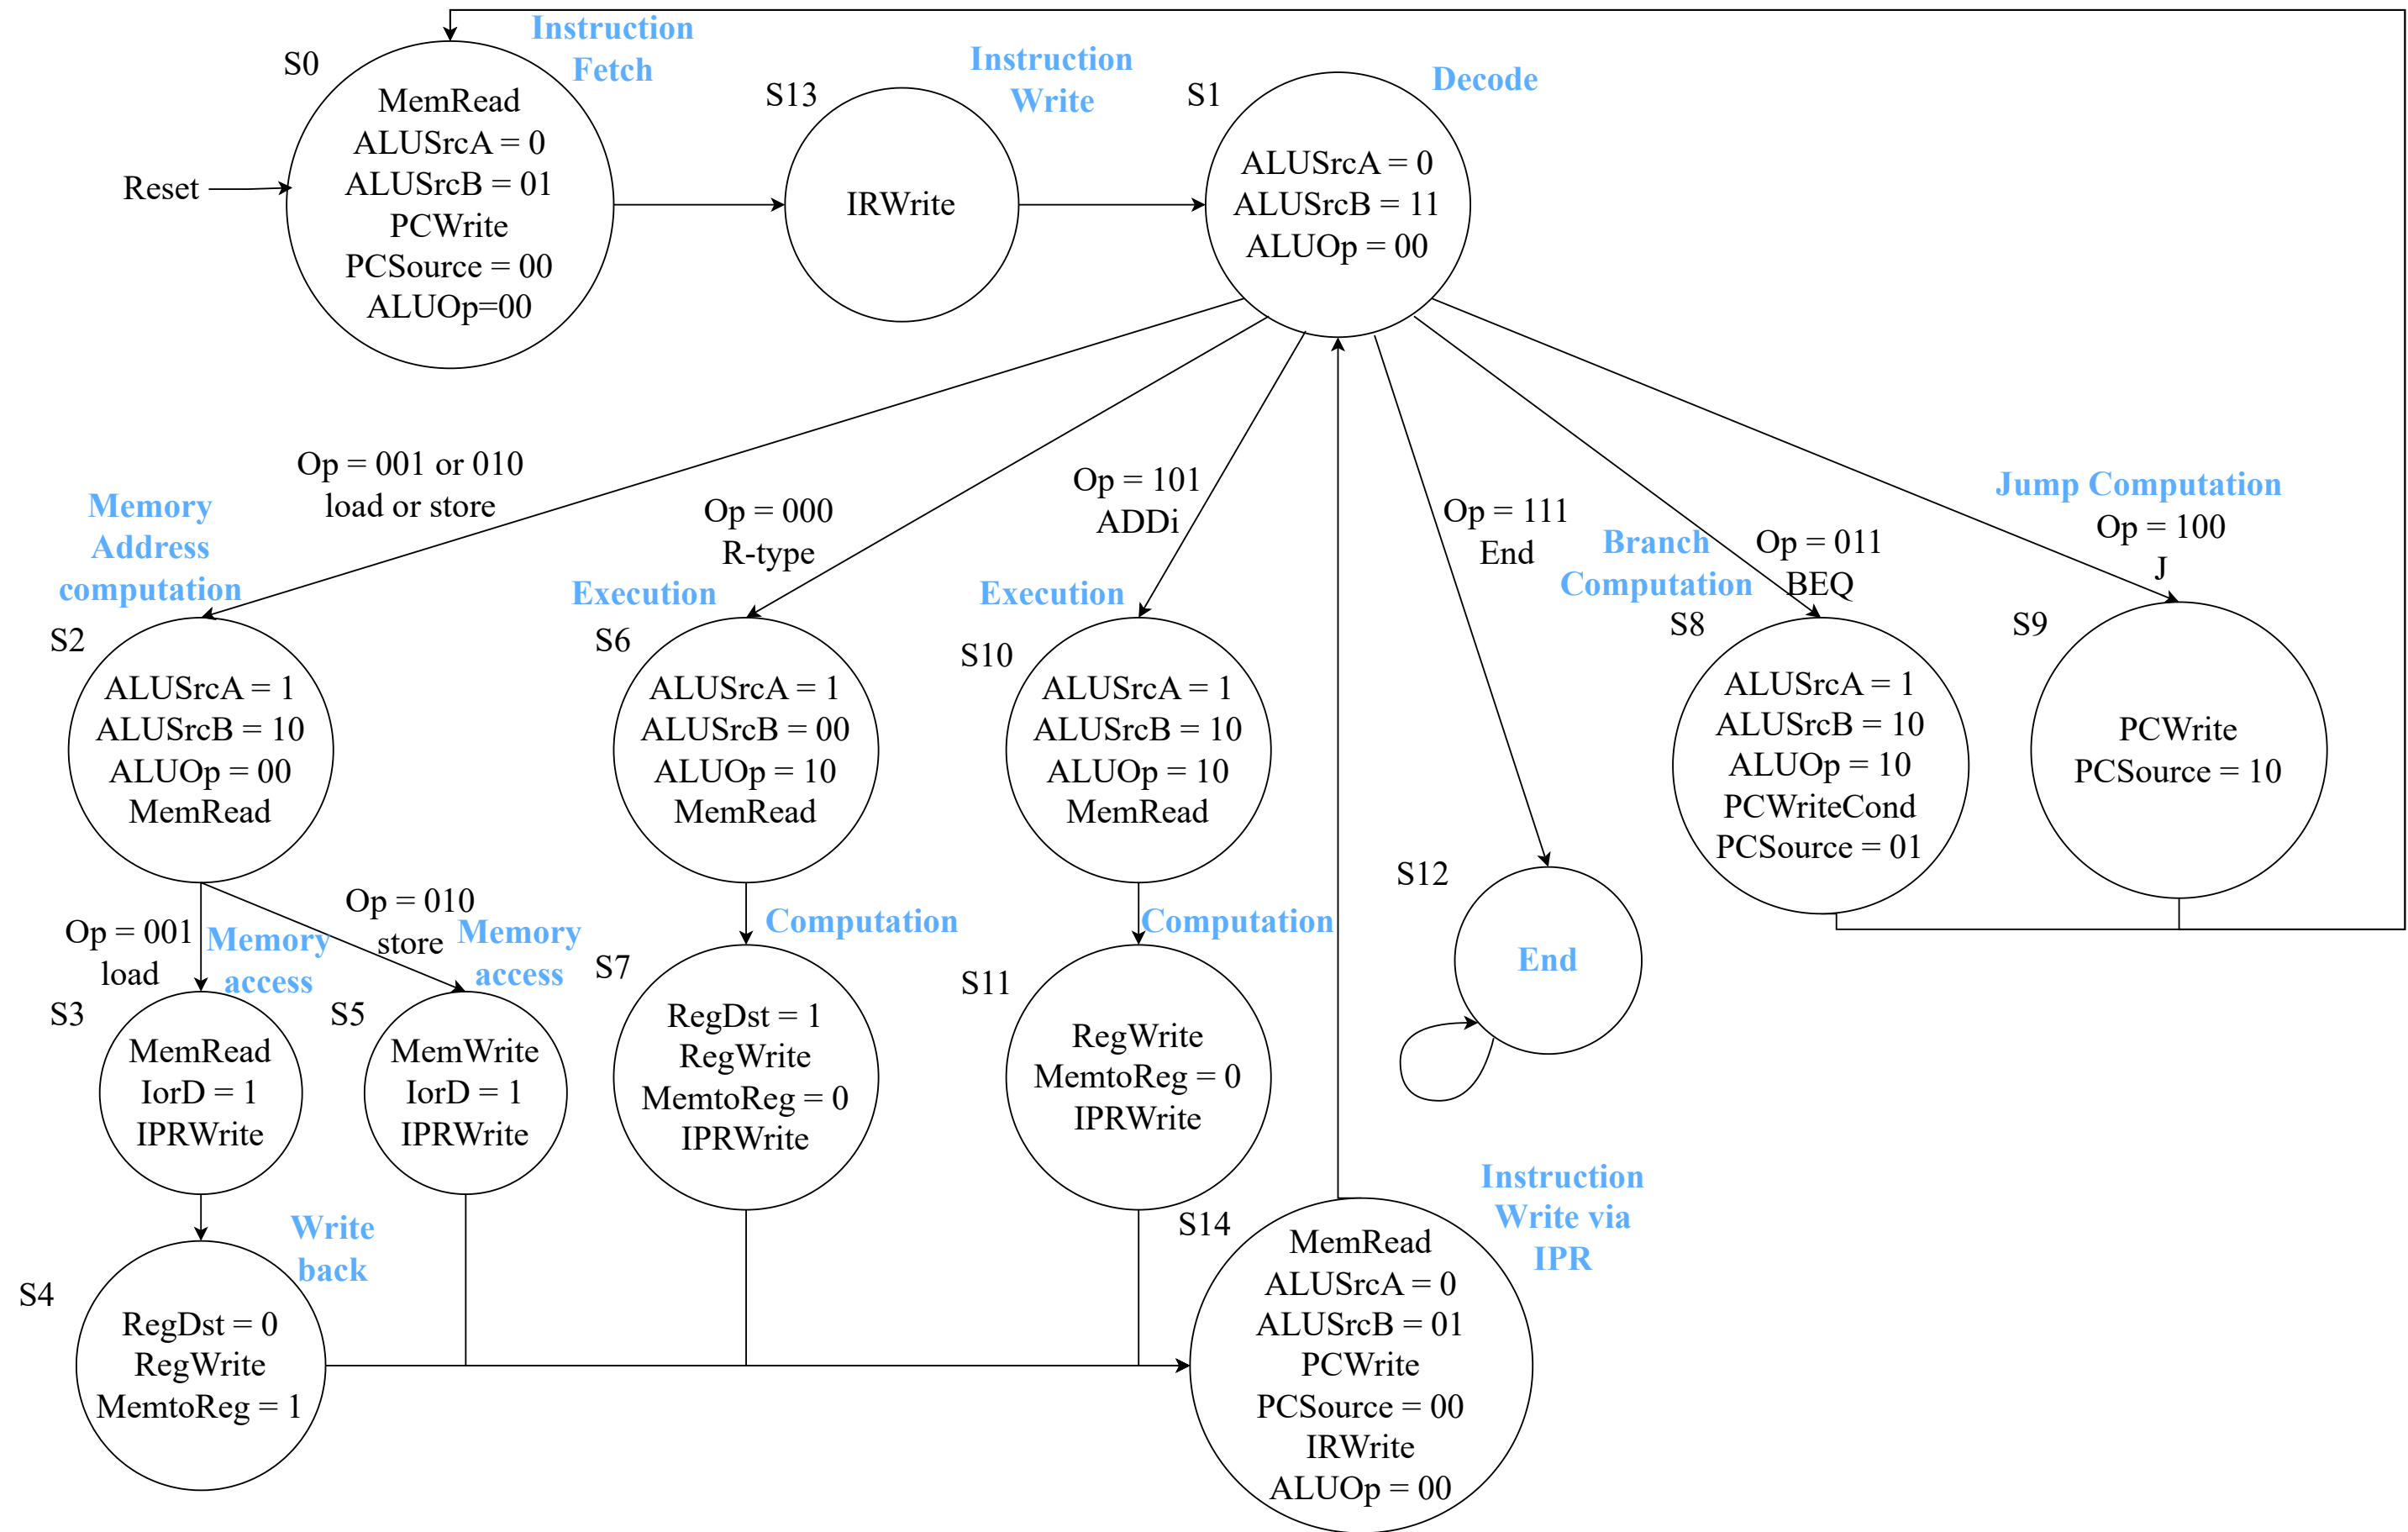 Instruction
Fetch
S0
MemRead
ALUSrcA = 0
ALUSrcB = 01
PCWrite
PCSource = 00
ALUOp=00
Reset
S13
Instruction
Write
IRWrite
S1
Decode
ALUSrcA = 0
ALUSrcB = 11
ALUOp = 00
Op = 001 or 010
load or store
Memory
Address
computation
Op = 000
R-type
Execution
Op = 101
ADDi
Execution
Op = 111
End
Branch
Computation
Op = 011
BEQ
Jump Computation
Op = 100
J
S2
ALUSrcA = 1
ALUSrcB = 10
ALUOp = 00
MemRead
S6
ALUSrcA = 1
ALUSrcB = 00
ALUOp = 10
MemRead
S10
ALUSrcA = 1
ALUSrcB = 10
ALUOp = 10
MemRead
S8
ALUSrcA = 1
ALUSrcB = 10
ALUOp = 10
PCWriteCond
PCSource = 01
S9
PCWrite
PCSource = 10
S12
End
Op = 001
load
Memory
access
Op = 010
store
Memory
access
Computation
Computation
S3
MemRead
IorD = 1
IPRWrite
S5
MemWrite
IorD = 1
IPRWrite
S7
RegDst = 1
RegWrite
MemtoReg = 0
IPRWrite
S11
RegWrite
MemtoReg = 0
IPRWrite
Write
back
S4
RegDst = 0
RegWrite
MemtoReg = 1
S14
Instruction
Write via
IPR
MemRead
ALUSrcA = 0
ALUSrcB = 01
PCWrite
PCSource = 00
IRWrite
ALUOp = 00